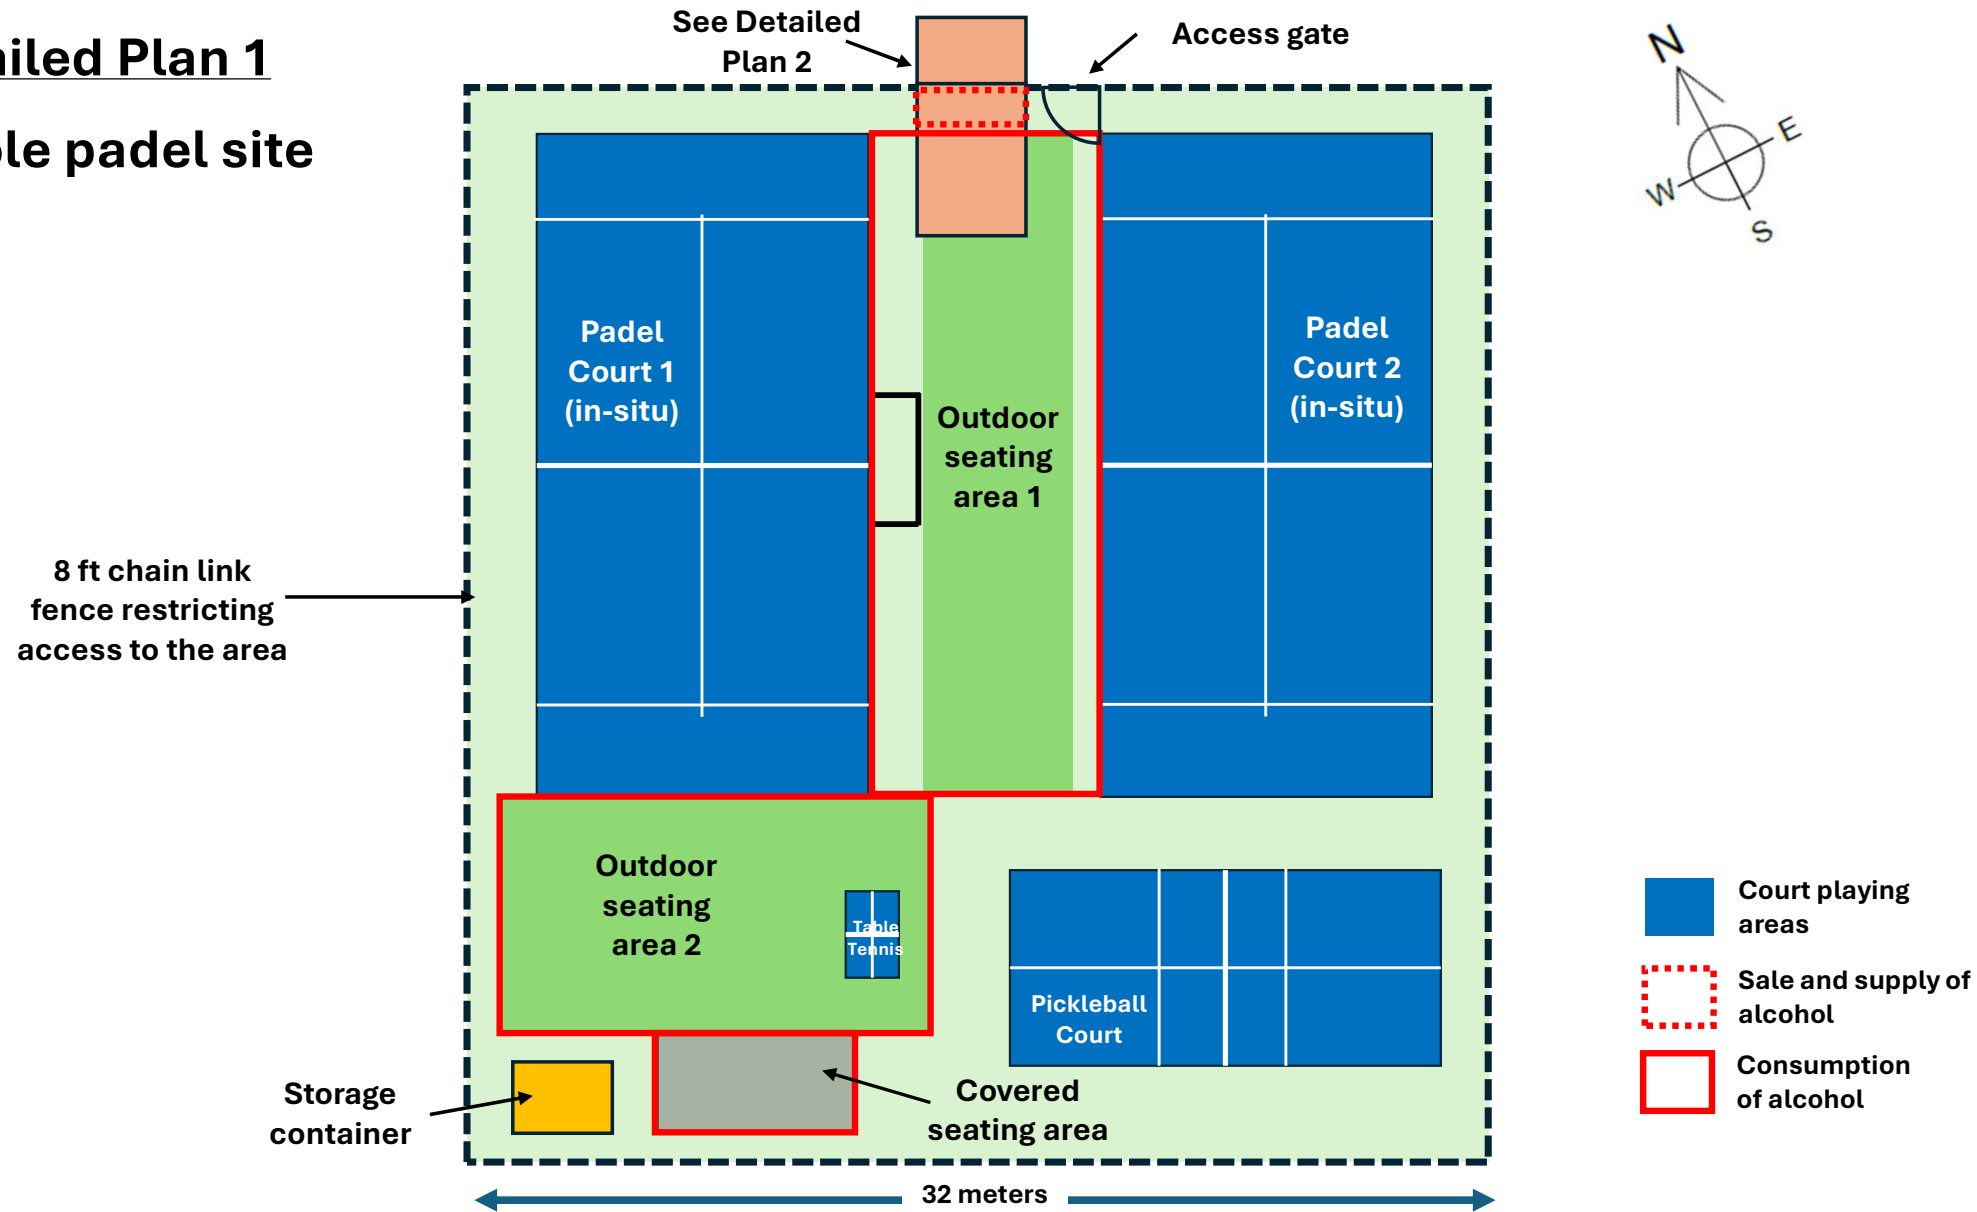 ailed Plan 1
le padel site
See Detailed
Plan 2
Access gate
N
E
W
S
Padel
Court 1
(in-situ)
Padel
Court 2
(in-situ)
Outdoor
seating
area 1
8 ft chain link
fence restricting
access to the area
Outdoor
seating
area 2
Table
Tennis
Pickleball
Court
Court playing
areas
Sale and supply of
alcohol
Consumption
of alcohol
Storage
container
Covered
seating area
32 meters